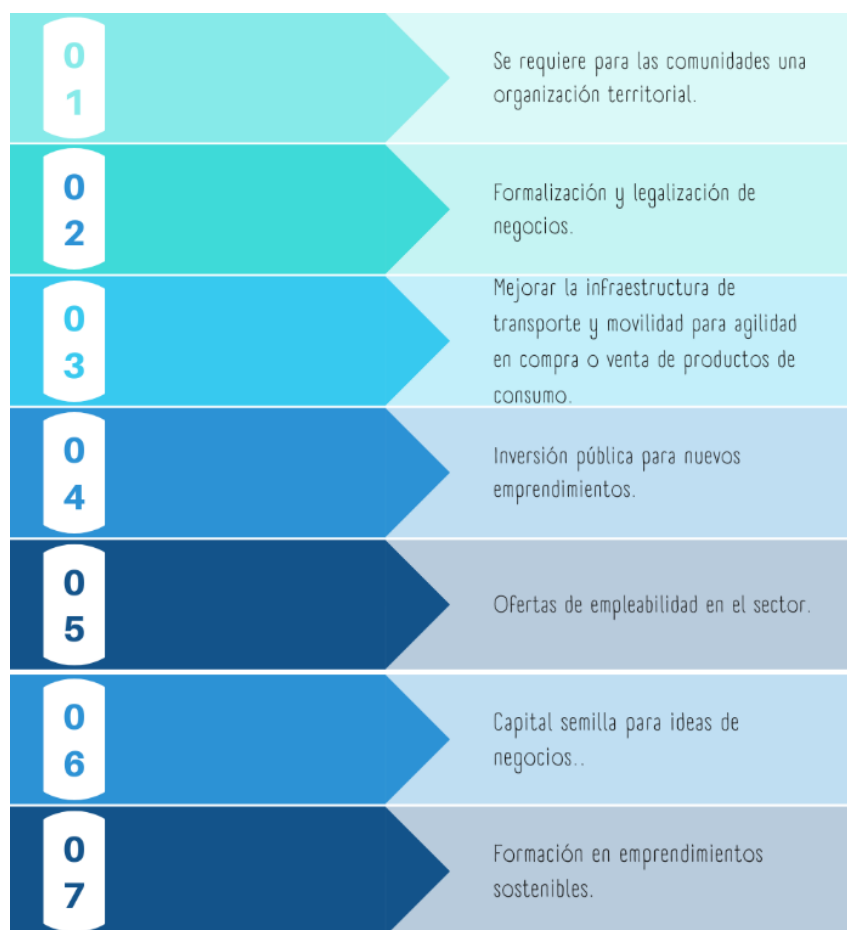 0
1
Se requiere para las comunidades una
organización territorial.
0
2
Formalización y legalización de
negocios.
0
3
Mejorar la infraestructura de
transporte y movilidad para agilidad
en compra o venta de productos de
consumo.
0
4
Inversión pública para nuevos
emprendimientos.
0
5
Ofertas de empleabilidad en el sector.
0
6
Capital semilla para ideas de
negocios..
0
7
Formación en emprendimientos
sostenibles.